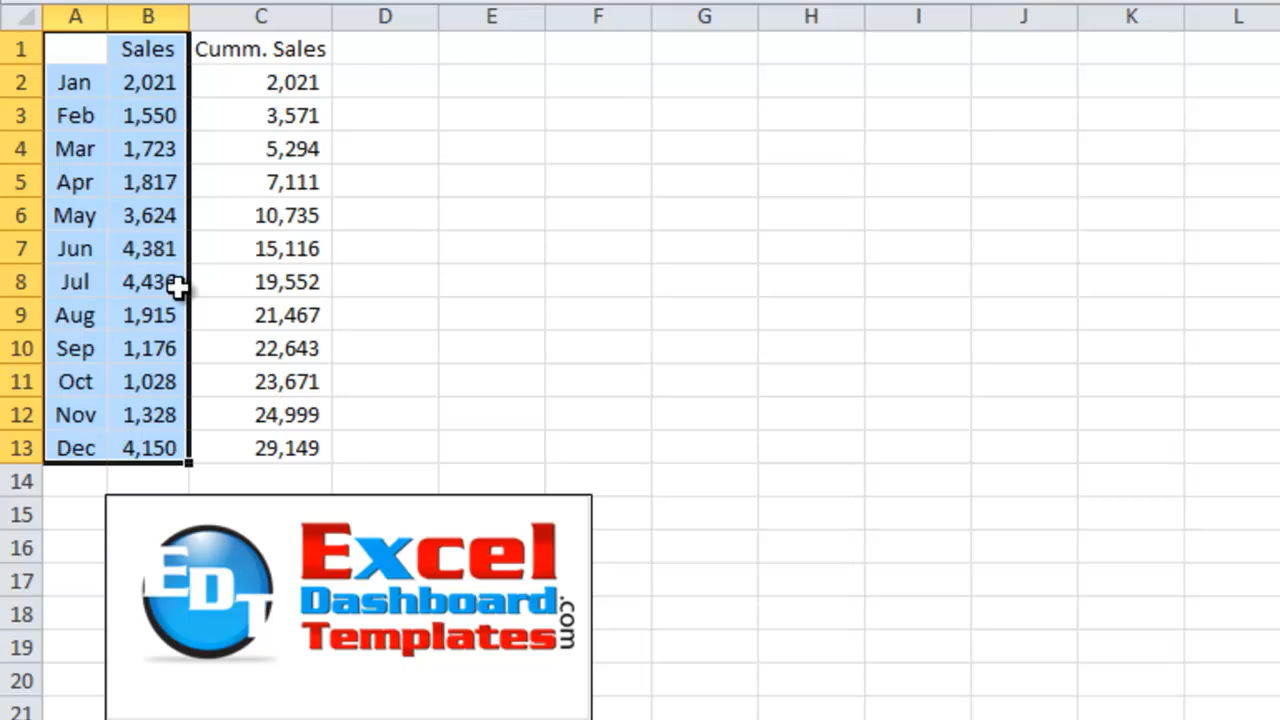 A B C D E F G H I J K L
1 Sales Cumm. Sales
2 Jan 2,021 2,021
3 Feb 1,550 3,571
4 Mar 1,723 5,294
5 Apr 1,817 7,111
6 May 3,624 10,735
7 Jun 4,381 15,116
8 Jul 19,552
9 Aug 1,915 21,467
10 Sep 1,176 22,643
11 Oct 1,028 23,671
12 Nov 1,328 24,999
13 Dec 4,150 29,149
14
15
16
17
18
19
20
21
EDT
Excel
Dashboard
Templates
.com